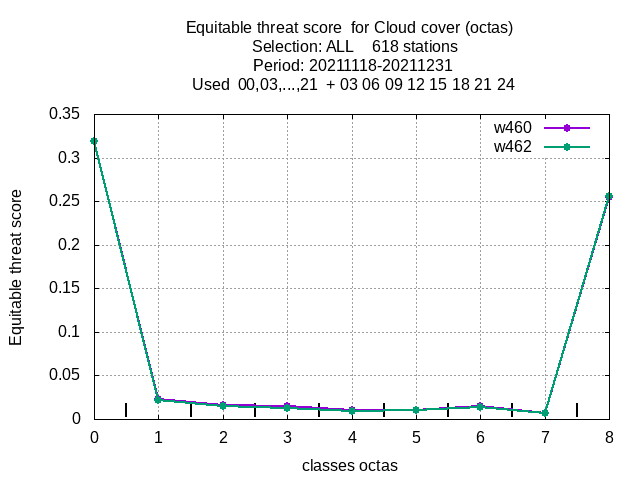 Equitable threat score  for Cloud cover (octas)
Selection: ALL    618 stations
Period: 20211118-20211231
Used  00,03,...,21  + 03 06 09 12 15 18 21 24
w460
w462
0.35
0.3
0.25
0.2
0.15
0.1
0.05
0
Equitable threat score
0 1 2 3 4 5 6 7 8
classes octas